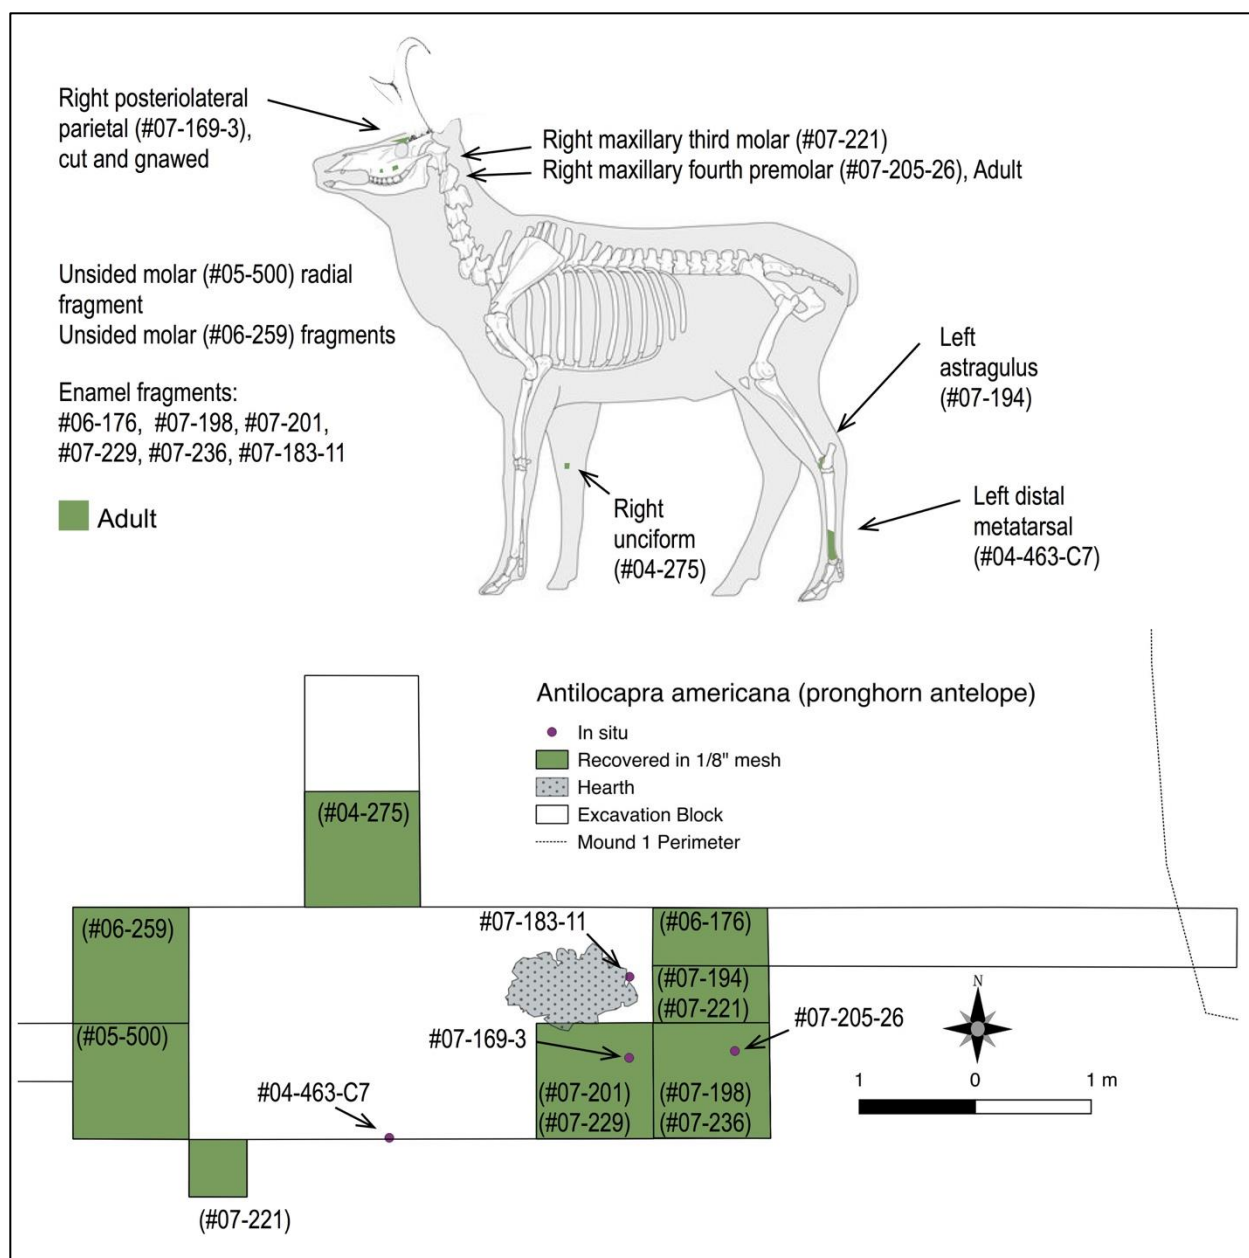 Right posteriolateral
parietal (#07-169-3),
cut and gnawed
Right maxillary third molar (#07-221)
Right maxillary fourth premolar (#07-205-26), Adult
Unsided molar (#05-500) radial
fragment
Unsided molar (#06-259) fragments
Enamel fragments:
#06-176, #07-198, #07-201,
#07-229, #07-236, #07-183-11
Adult
Left
astragulus
(#07-194)
Right
unciform
(#04-275)
Left distal
metatarsal
(#04-463-C7)
Antilocapra americana (pronghorn antelope)
In situ
Recovered in 1/8" mesh
Hearth
Excavation Block
Mound 1 Perimeter
(#04-275)
(#06-259)
#07-183-11
(#06-176)
(#07-194)
(#07-221)
#07-205-26
N
(#05-500)
#07-169-3
#04-463-C7
(#07-201)
(#07-229)
(#07-198)
(#07-236)
1 0 1 m
(#07-221)